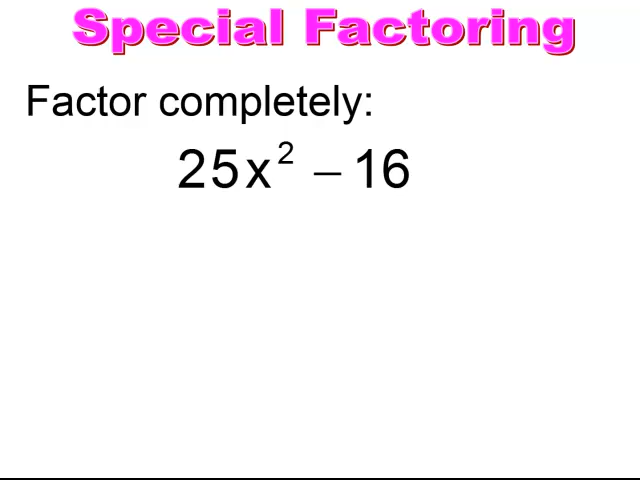 Special Factoring
Factor completely:
25x² – 16